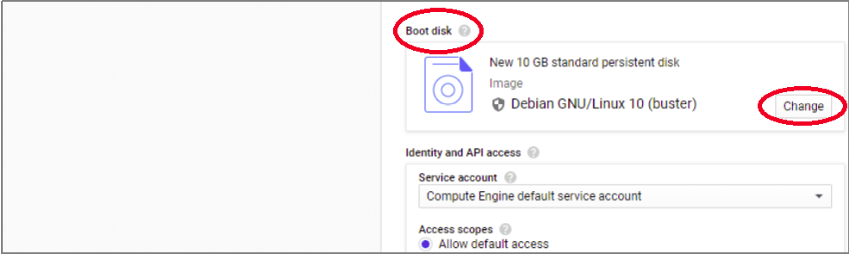 Boot disk
New 10 GB standard persistent disk
Image
Debian GNU/Linux 10 (buster)
Change
Identity and API access
Service account
Compute Engine default service account
Access scopes
Allow default access